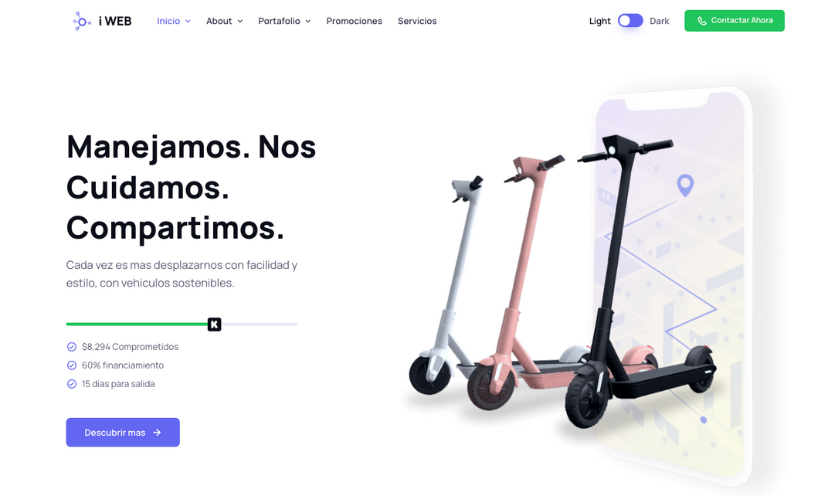 i WEB
Inicio
About
Portafolio
Promociones
Servicios
Light
Dark
Contactar Ahora
Manejamos. Nos
Cuidamos.
Compartimos.
Cada vez es mas desplazarnos con facilidad y
estilo, con vehiculos sostenibles.
K
$8.294 Comprometidos
60% financiamiento
15 dias para salida
Descubrir mas